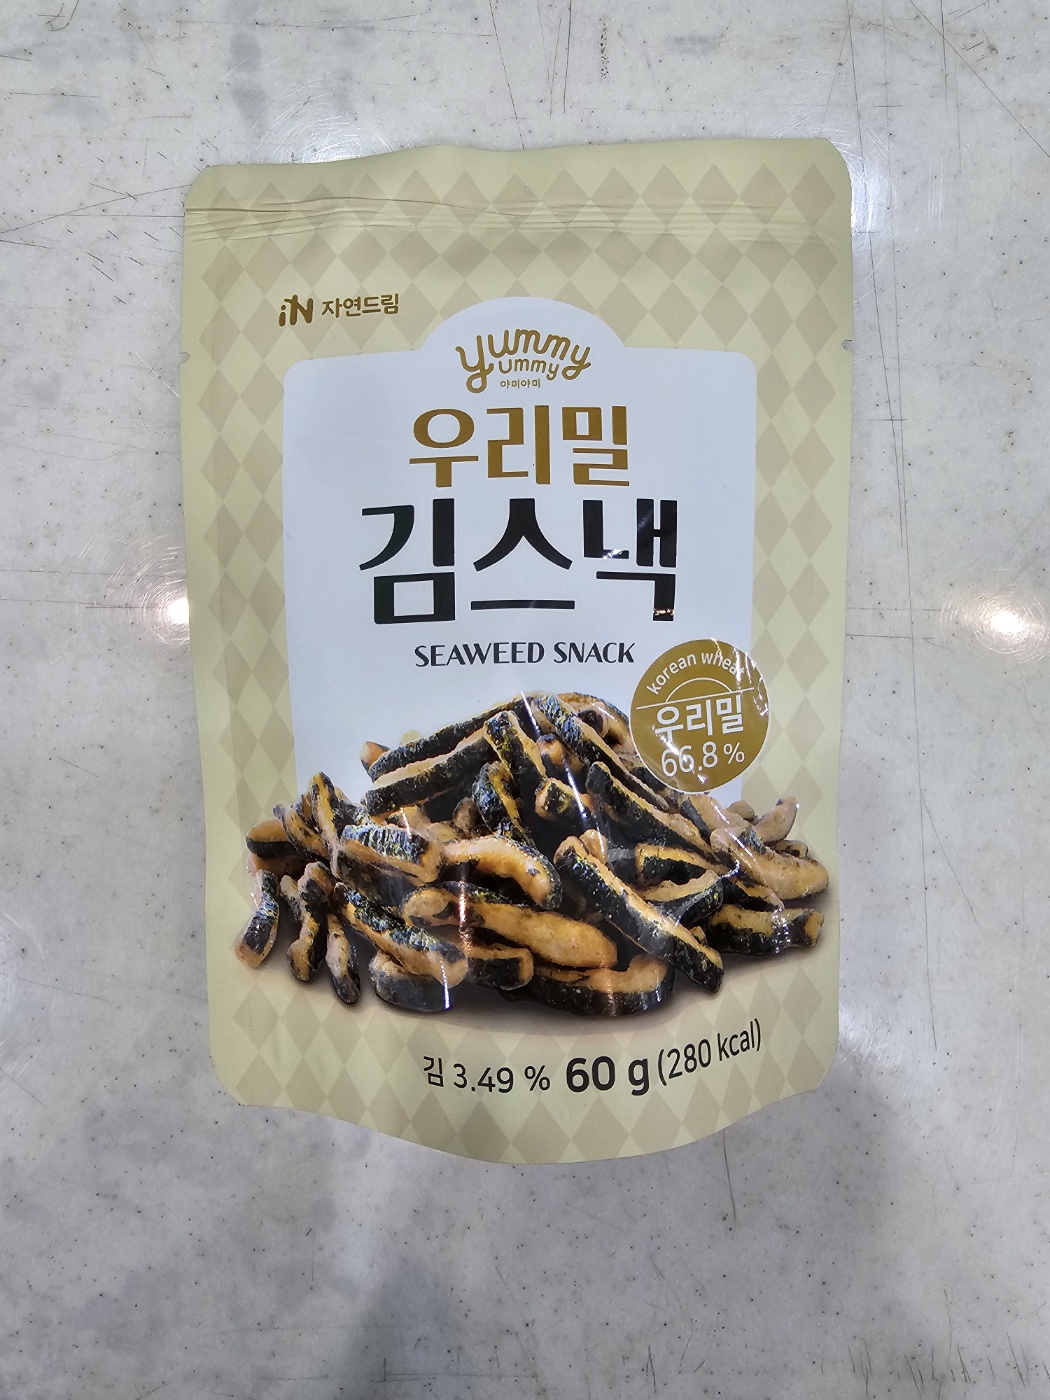 iN 자연드림
yummy
ummy
야미야미
우리밀
김스낵
SEAWEED SNACK
korean wheat
우리밀
66.8 %
김 3.49 % 60 g (280 kcal)